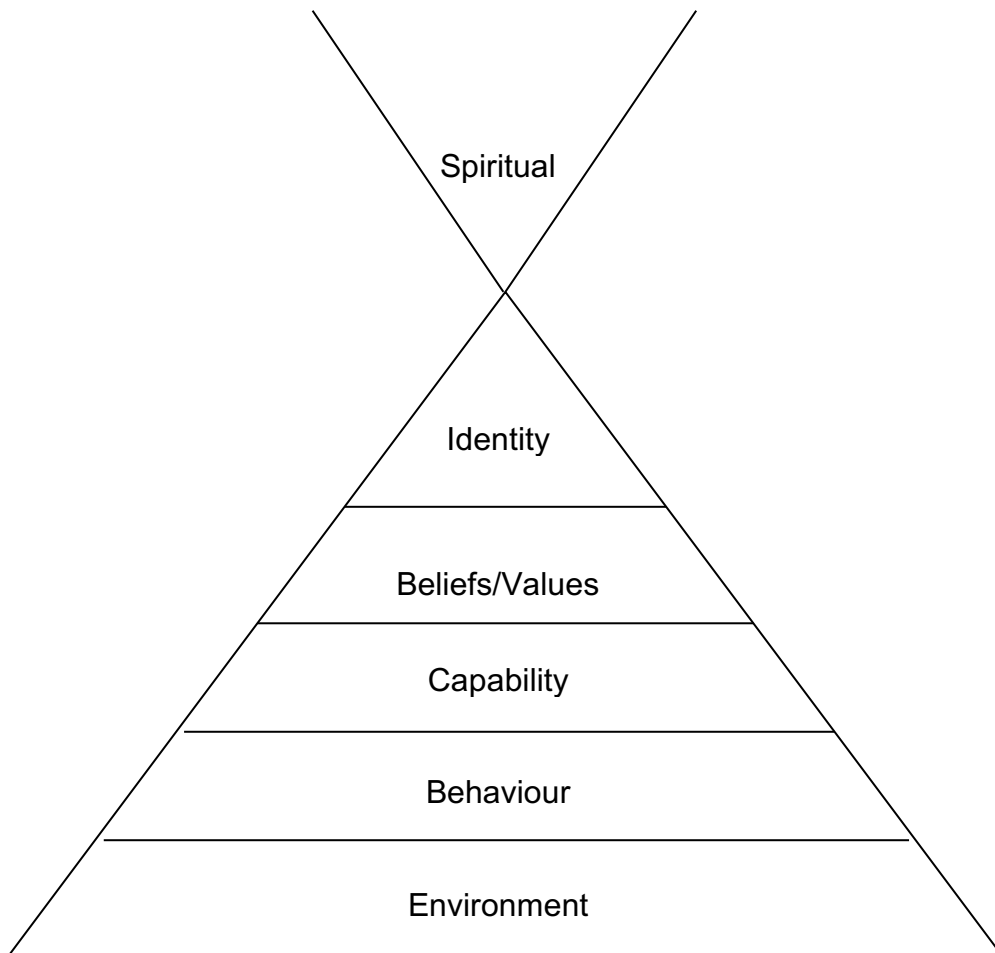 Spiritual
Identity
Beliefs/Values
Capability
Behaviour
Environment